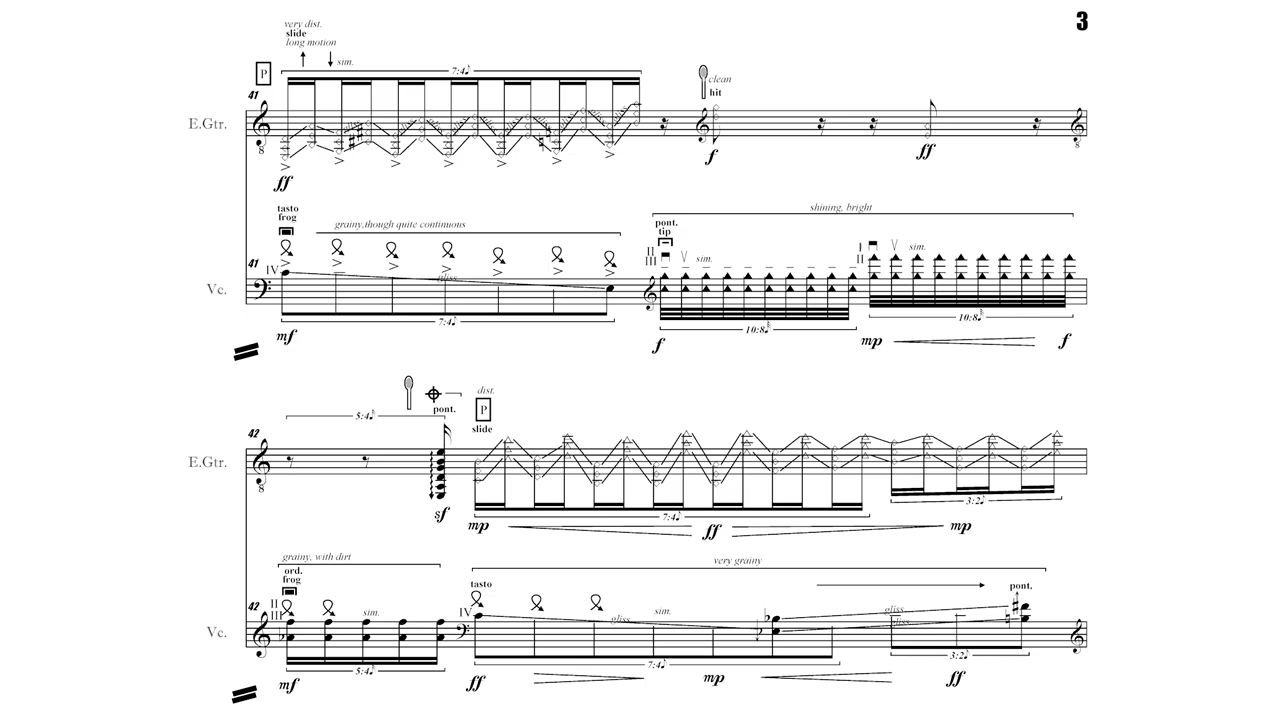 3
very dist.
slide
long motion
sim.
P
7:4
clean
hit
41
E.Gtr.
8
8
ff
f
ff
tasto
frog
grainy,though quite continuous
shining, bright
pont.
tip
II
III
sim.
I
II
sim.
41
IV
gliss.
Vc.
7:4
10:8
10:8
mf
f
mp
f
dist.
P
slide
5:4
pont.
42
E.Gtr.
8
7:4
3:2
sf
mp
ff
mp
grainy, with dirt
very grainy
ord.
frog
tasto
pont.
42
II
III
sim.
IV
gliss.
sim.
gliss.
gliss.
Vc.
8
5:4
7:4
3:2
mf
ff
mp
ff